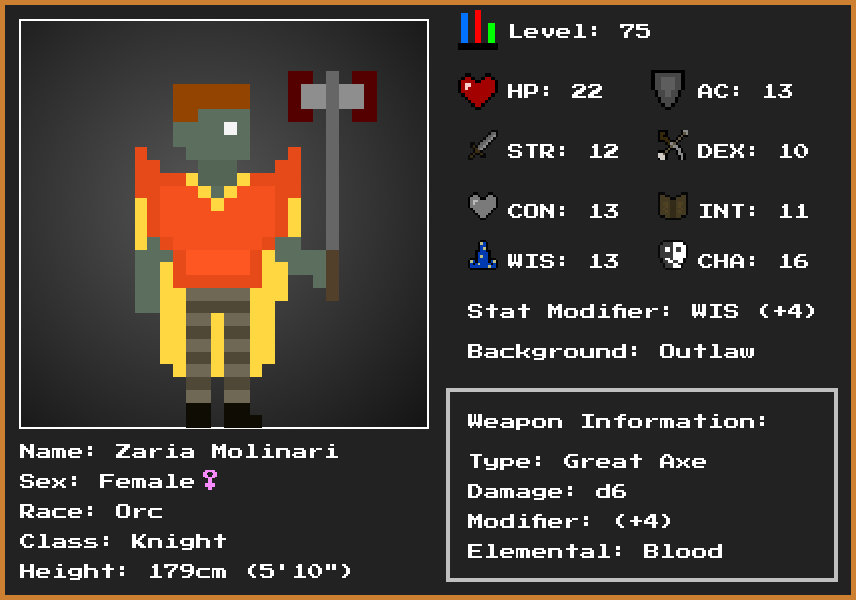 Level: 75
HP: 22
AC: 13
STR: 12
DEX: 10
CON: 13
INT: 11
WIS: 13
CHA: 16
Stat Modifier: WIS (+4)
Background: Outlaw
Weapon Information:
Type: Great Axe
Damage: d6
Modifier: (+4)
Elemental: Blood
Name: Zaria Molinari
Sex: Female♀
Race: Orc
Class: Knight
Height: 179cm (5'10")